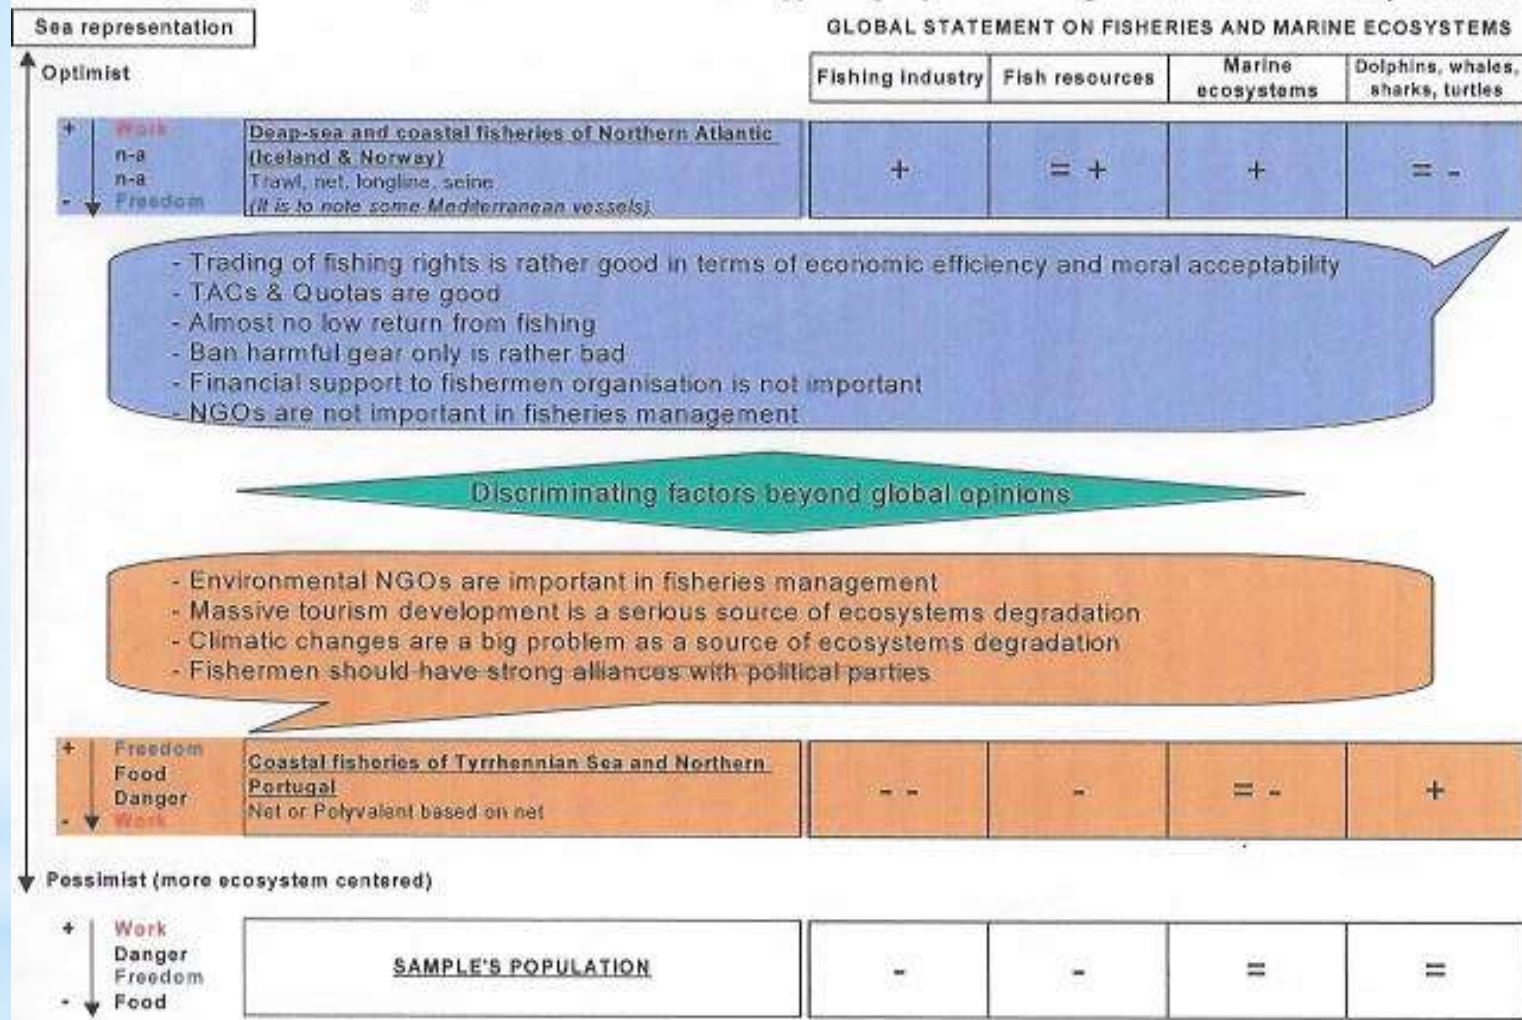 Sea representation
GLOBAL STATEMENT ON FISHERIES AND MARINE ECOSYSTEMS
Optimist
Fishing industry
Fish resources
Marine
ecosystems
Dolphins, whales,
sharks, turtles
+ Work
n-a
n-a
- Freedom
Deap-sea and coastal fisheries of Northern Atlantic
(Iceland & Norway)
Trawl, net, longline, seine
(It is to note some Mediterranean vessels)
+
= +
+
= -
- Trading of fishing rights is rather good in terms of economic efficiency and moral acceptability
- TACs & Quotas are good
- Almost no low return from fishing
- Ban harmful gear only is rather bad
- Financial support to fishermen organisation is not important
- NGOs are not important in fisheries management
Discriminating factors beyond global opinions
- Environmental NGOs are important in fisheries management
- Massive tourism development is a serious source of ecosystems degradation
- Climatic changes are a big problem as a source of ecosystems degradation
- Fishermen should have strong alliances with political parties
+ Freedom
Food
Danger
- Work
Coastal fisheries of Tyrrhennian Sea and Northern
Portugal
Net or Polyvalent based on net
- -
-
= -
+
Pessimist (more ecosystem centered)
+ Work
Danger
Freedom
- Food
SAMPLE'S POPULATION
-
-
=
=